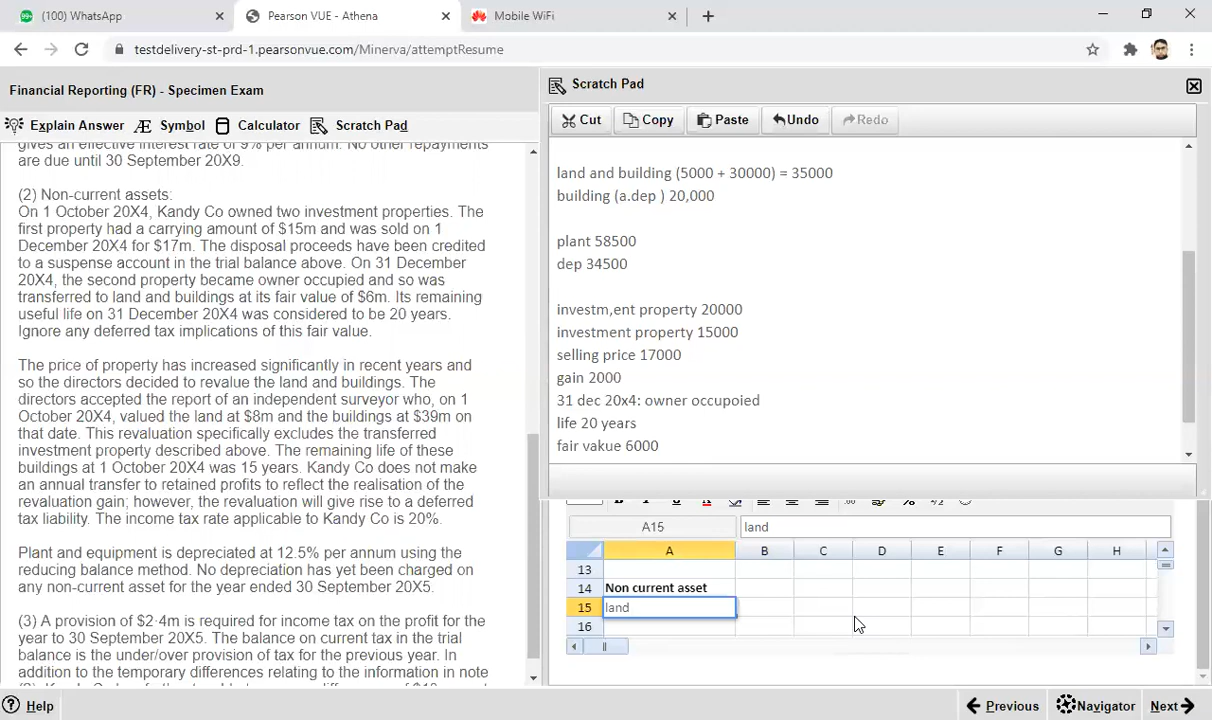 (100) WhatsApp
Pearson VUE - Athena
Mobile WiFi
testdelivery-st-prd-1.pearsonvue.com/Minerva/attemptResume
Financial Reporting (FR) - Specimen Exam
Explain Answer Symbol Calculator Scratch Pad
gives an effective interest rate of 9% per annum. No other repayments
are due until 30 September 20X9.
(2) Non-current assets:
On 1 October 20X4, Kandy Co owned two investment properties. The
first property had a carrying amount of $15m and was sold on 1
December 20X4 for $17m. The disposal proceeds have been credited
to a suspense account in the trial balance above. On 31 December
20X4, the second property became owner occupied and so was
transferred to land and buildings at its fair value of $6m. Its remaining
useful life on 31 December 20X4 was considered to be 20 years.
Ignore any deferred tax implications of this fair value.
The price of property has increased significantly in recent years and
so the directors decided to revalue the land and buildings. The
directors accepted the report of an independent surveyor who, on 1
October 20X4, valued the land at $8m and the buildings at $39m on
that date. This revaluation specifically excludes the transferred
investment property described above. The remaining life of these
buildings at 1 October 20X4 was 15 years. Kandy Co does not make
an annual transfer to retained profits to reflect the realisation of the
revaluation gain; however, the revaluation will give rise to a deferred
tax liability. The income tax rate applicable to Kandy Co is 20%.
Plant and equipment is depreciated at 12.5% per annum using the
reducing balance method. No depreciation has yet been charged on
any non-current asset for the year ended 30 September 20X5.
(3) A provision of $2·4m is required for income tax on the profit for the
year to 30 September 20X5. The balance on current tax in the trial
balance is the under/over provision of tax for the previous year. In
addition to the temporary differences relating to the information in note
Scratch Pad
Cut Copy Paste Undo Redo
land and building (5000 + 30000) = 35000
building (a.dep ) 20,000
plant 58500
dep 34500
investm,ent property 20000
investment property 15000
selling price 17000
gain 2000
31 dec 20x4: owner occupoied
life 20 years
fair vakue 6000
A15 land
A B C D E F G H
13
14 Non current asset
15 land
16
Help
Previous Navigator Next